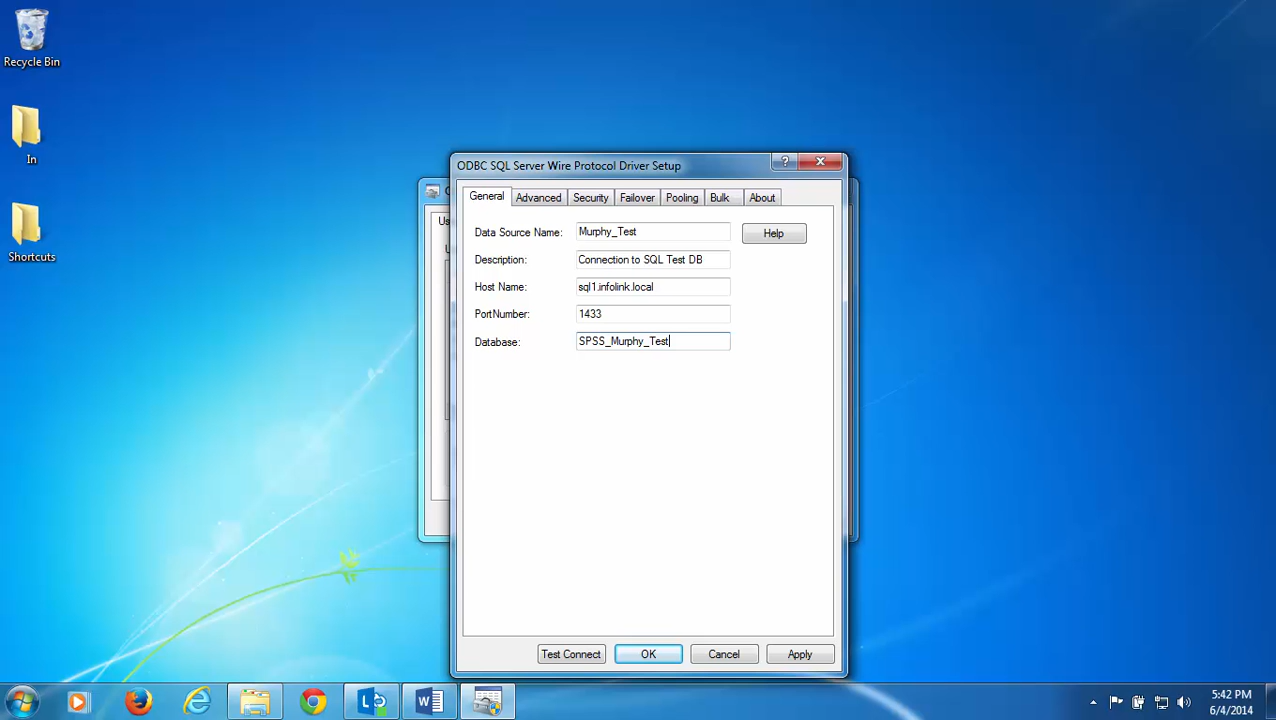 Recycle Bin
In
Shortcuts
ODBC SQL Server Wire Protocol Driver Setup
?
General Advanced Security Failover Pooling Bulk About
Data Source Name: Murphy_Test Help
Description: Connection to SQL Test DB
Host Name: sql1.infolink.local
PortNumber: 1433
Database: SPSS_Murphy_Test
Test Connect OK Cancel Apply
5:42 PM
6/4/2014